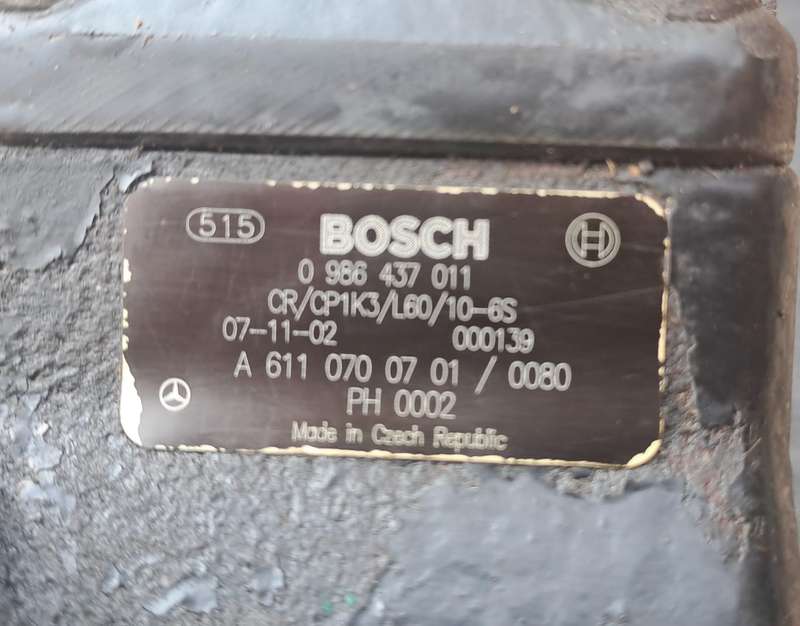 515 BOSCH
0 986 437 011
CR/CP1K3/L60/10-6S
07-11-02 000139
A 611 070 07 01 / 0080
PH 0002
Made in Czech Republic